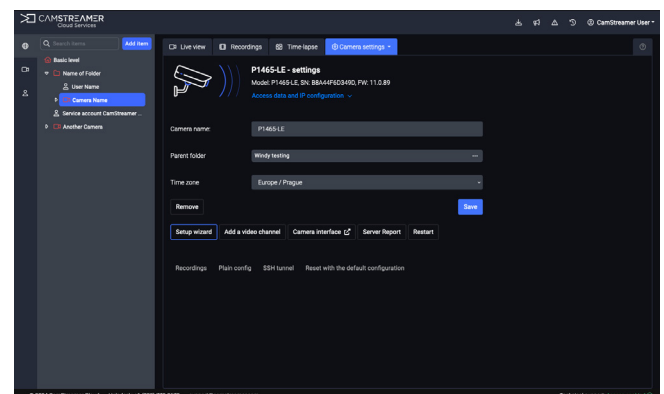 CAMSTREAMER
Cloud Services
CamStreamer User
Search items
Add item
Live view
Recordings
Time-lapse
Camera settings
Basic level
Name of Folder
User Name
Camera Name
Service account CamStreamer ...
Another Camera
P1465-LE - settings
Model: P1465-LE, SN: B8A44F6D349D, FW: 11.0.89
Access data and IP configuration
Camera name:
P1465-LE
Parent folder
Windy testing
...
Time zone
Europe / Prague
Remove
Save
Setup wizard
Add a video channel
Camera interface
Server Report
Restart
Recordings
Plain config
SSH tunnel
Reset with the default configuration